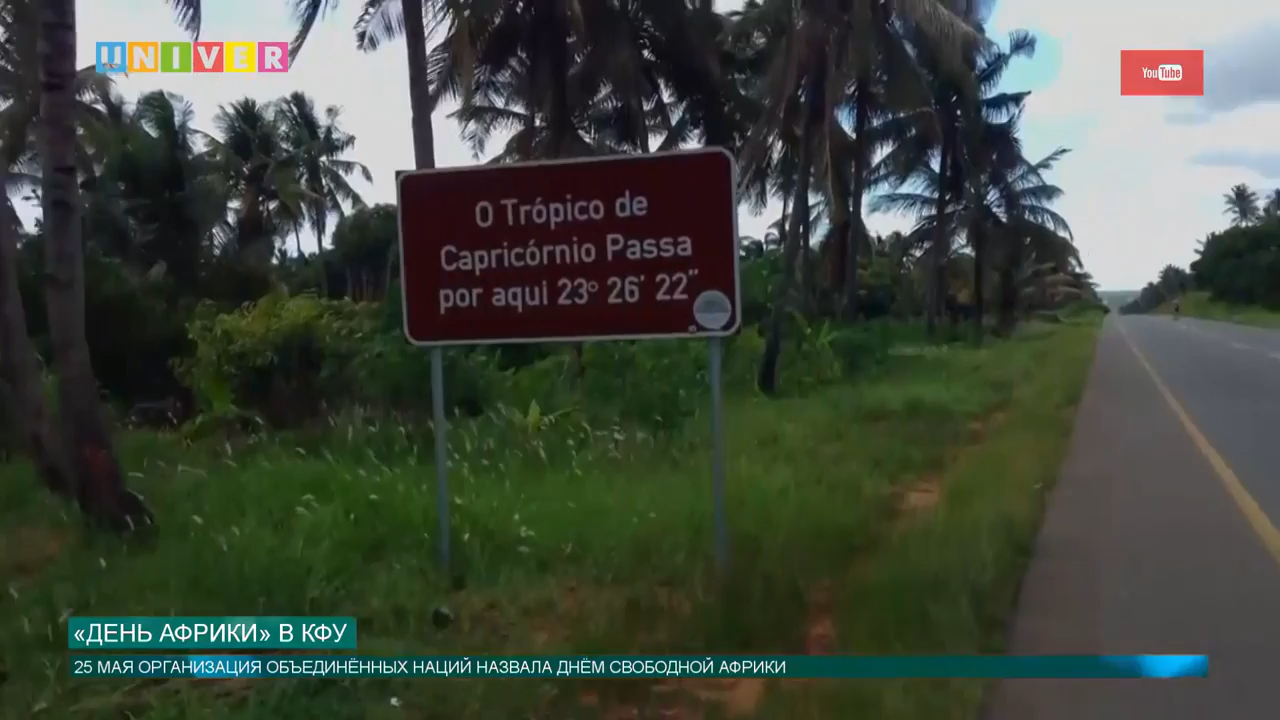 UNIVER
YouTube
O Trópico de
Capricórnio Passa
por aqui 23º 26' 22"
«ДЕНЬ АФРИКИ» В КФУ
25 МАЯ ОРГАНИЗАЦИЯ ОБЪЕДИНЁННЫХ НАЦИЙ НАЗВАЛА ДНЁМ СВОБОДНОЙ АФРИКИ